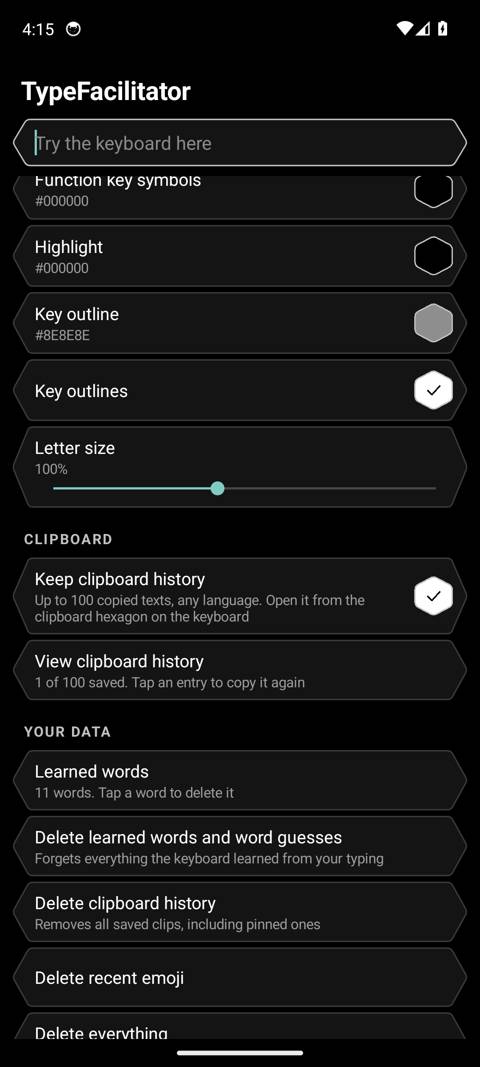 4:15
TypeFacilitator
Try the keyboard here
Function key symbols
#000000
Highlight
#000000
Key outline
#8E8E8E
Key outlines
Letter size
100%
CLIPBOARD
Keep clipboard history
Up to 100 copied texts, any language. Open it from the
clipboard hexagon on the keyboard
View clipboard history
1 of 100 saved. Tap an entry to copy it again
YOUR DATA
Learned words
11 words. Tap a word to delete it
Delete learned words and word guesses
Forgets everything the keyboard learned from your typing
Delete clipboard history
Removes all saved clips, including pinned ones
Delete recent emoji
Delete everything